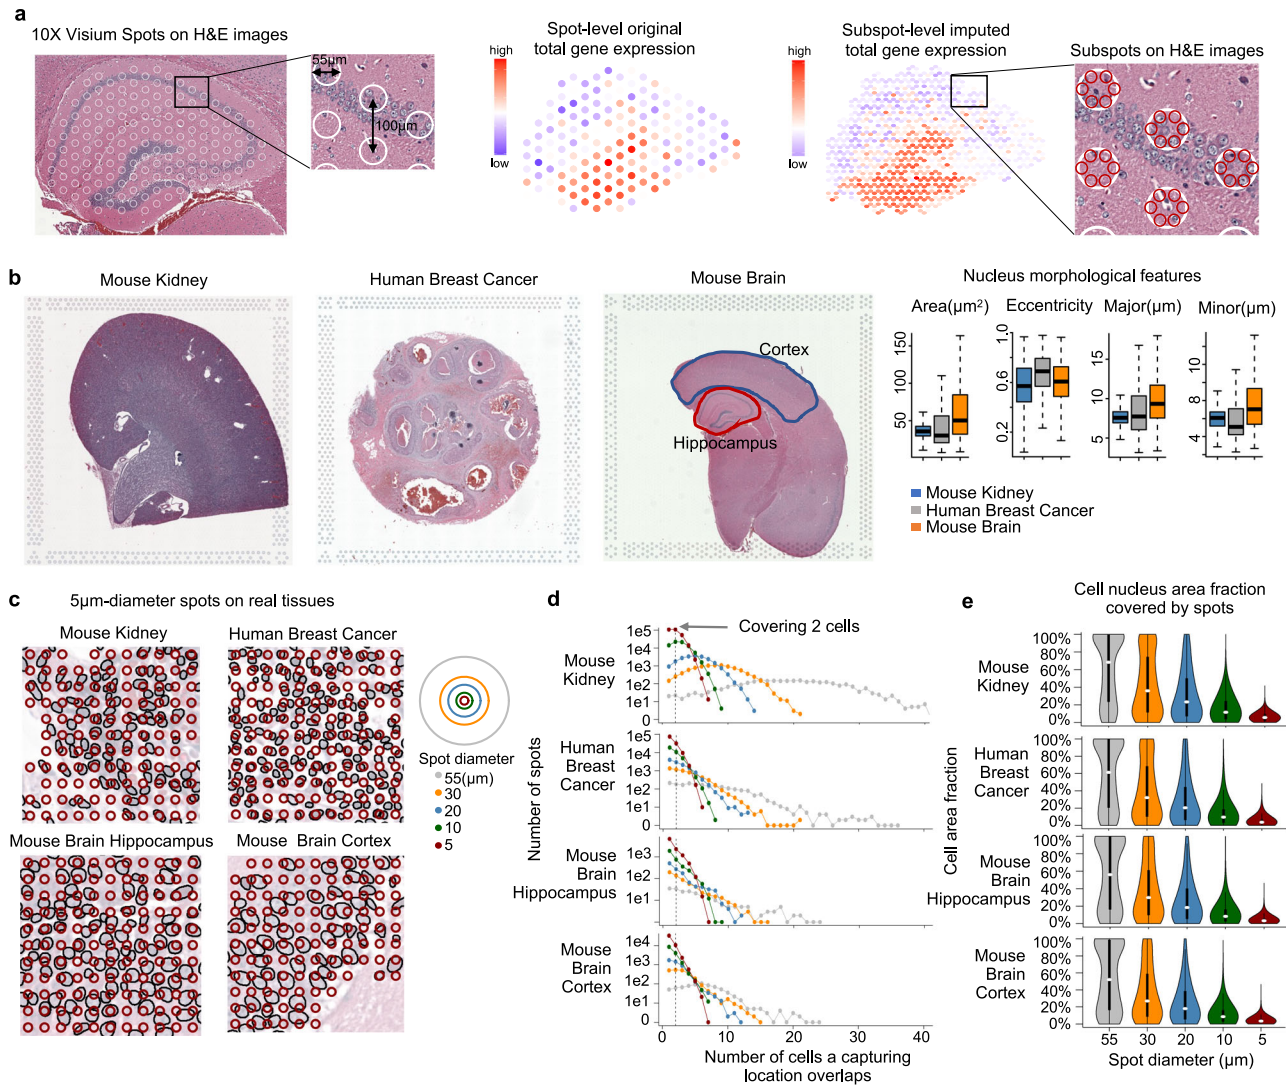 a
10X Visium Spots on H&E images
55µm
100µm
Spot-level original
total gene expression
high
low
Subspot-level imputed
total gene expression
high
low
Subspots on H&E images
b
Mouse Kidney
Human Breast Cancer
Mouse Brain
Cortex
Hippocampus
Nucleus morphological features
Area(µm²)
150
100
50
Eccentricity
1.0
0.6
0.2
Major(µm)
15
10
5
Minor(µm)
12
8
4
Mouse Kidney
Human Breast Cancer
Mouse Brain
c
5µm-diameter spots on real tissues
Mouse Kidney
Human Breast Cancer
Mouse Brain Hippocampus
Mouse Brain Cortex
Spot diameter
55(µm)
30
20
10
5
d
Covering 2 cells
Number of spots
Mouse
Kidney
1e5
1e4
1e3
1e2
1e1
0
Human
Breast
Cancer
1e5
1e4
1e3
1e2
1e1
0
Mouse
Brain
Hippocampus
1e3
1e2
1e1
0
Mouse
Brain
Cortex
1e4
1e3
1e2
1e1
0
0
10
20
30
40
Number of cells a capturing
location overlaps
e
Cell nucleus area fraction
covered by spots
Cell area fraction
Mouse
Kidney
100%
80%
60%
40%
20%
0%
Human
Breast
Cancer
100%
80%
60%
40%
20%
0%
Mouse
Brain
Hippocampus
100%
80%
60%
40%
20%
0%
Mouse
Brain
Cortex
100%
80%
60%
40%
20%
0%
55
30
20
10
5
Spot diameter (µm)